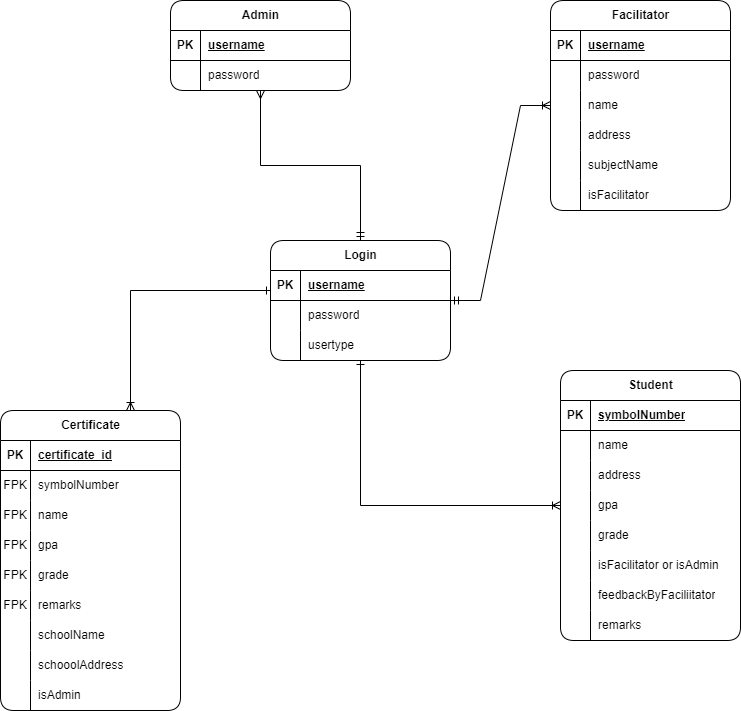 Admin
PK username
password
Facilitator
PK username
password
name
address
subjectName
isFacilitator
Login
PK username
password
usertype
Student
PK symbolNumber
name
address
gpa
grade
isFacilitator or isAdmin
feedbackByFaciliitator
remarks
Certificate
PK certificate_id
FPK symbolNumber
FPK name
FPK gpa
FPK grade
FPK remarks
schoolName
schooolAddress
isAdmin